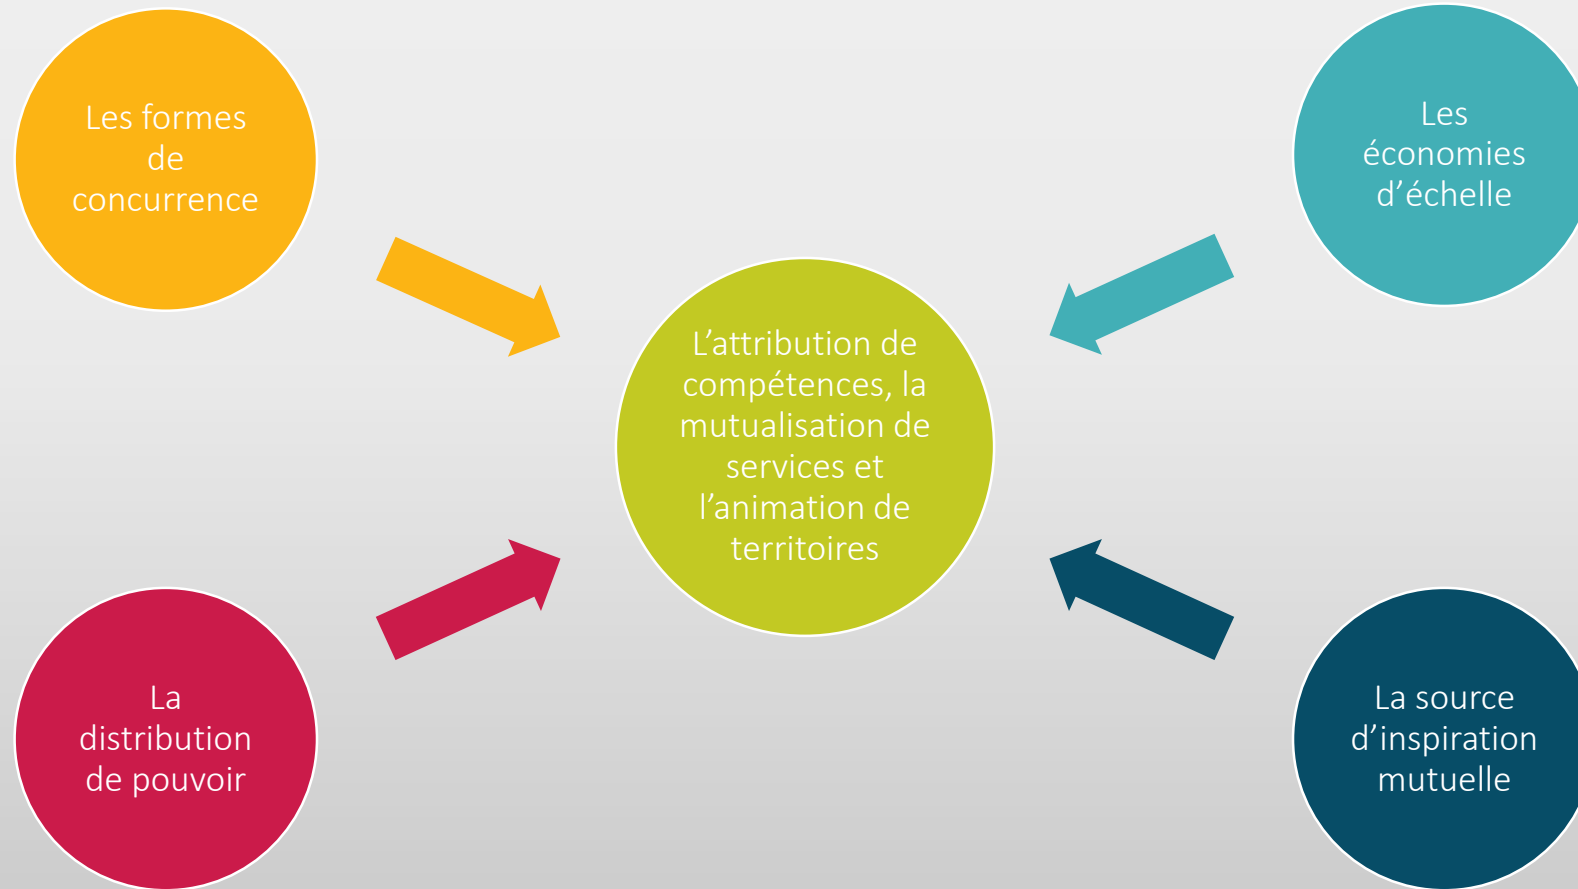 Les formes
de
concurrence
Les
économies
d’échelle
L’attribution de
compétences, la
mutualisation de
services et
l’animation de
territoires
La
distribution
de pouvoir
La source
d’inspiration
mutuelle